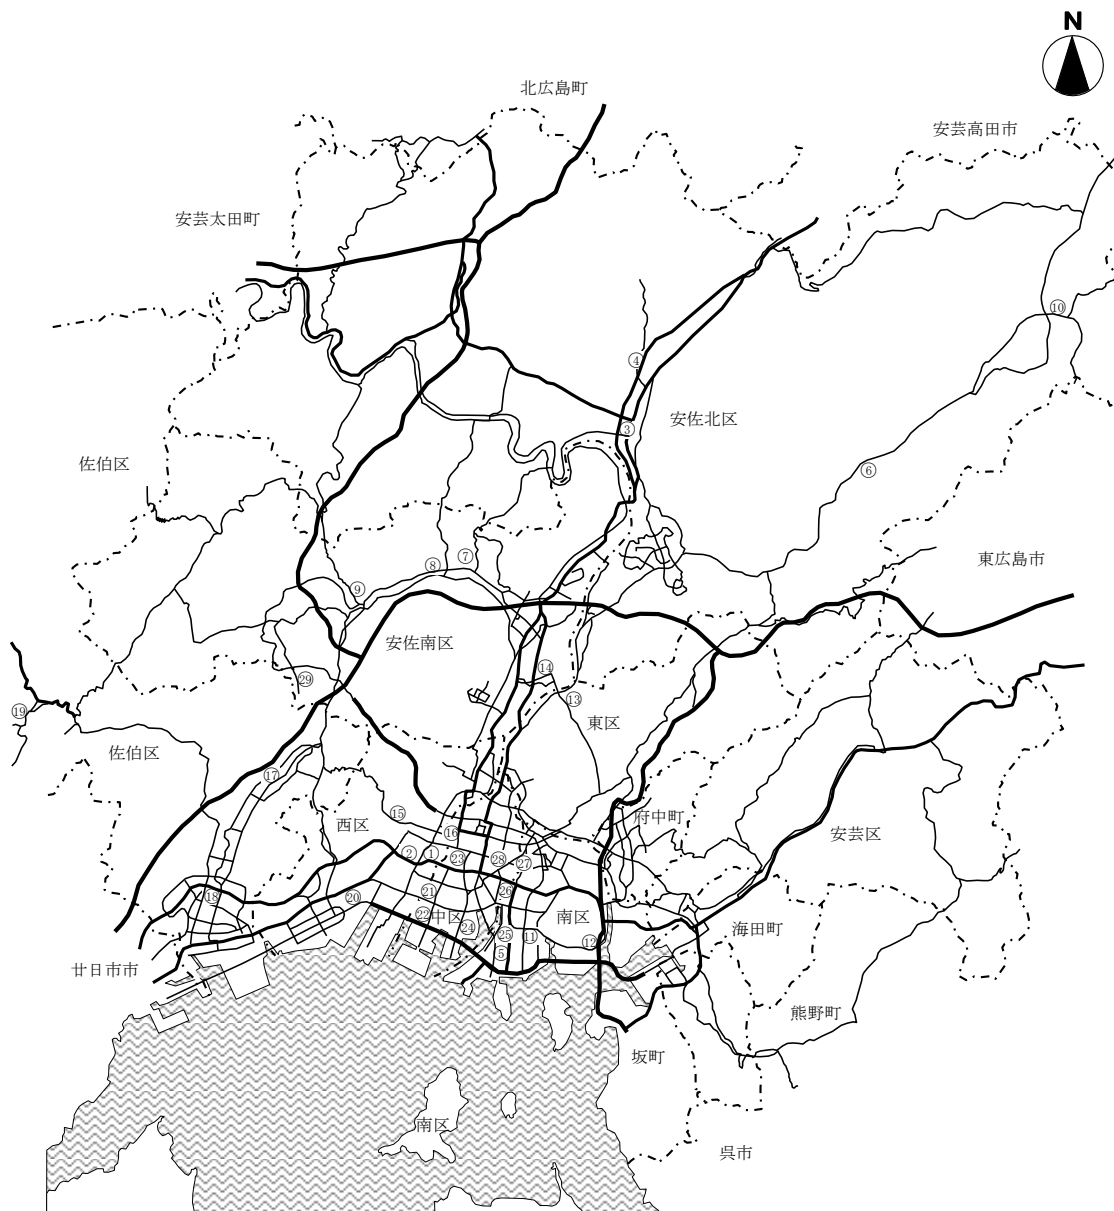 N
北広島町
安芸高田市
安芸太田町
⑩
④
安佐北区
③
佐伯区
⑥
⑦
⑧
東広島市
⑨
安佐南区
⑭
㉙
⑬
⑲
東区
佐伯区
⑰
⑮
府中町
西区
⑯
安芸区
②
①
㉓
㉘
㉗
⑱
⑳
㉑
㉖
㉒
中区
南区
㉔
海田町
㉕
⑪
⑫
⑤
廿日市市
熊野町
坂町
南区
呉市